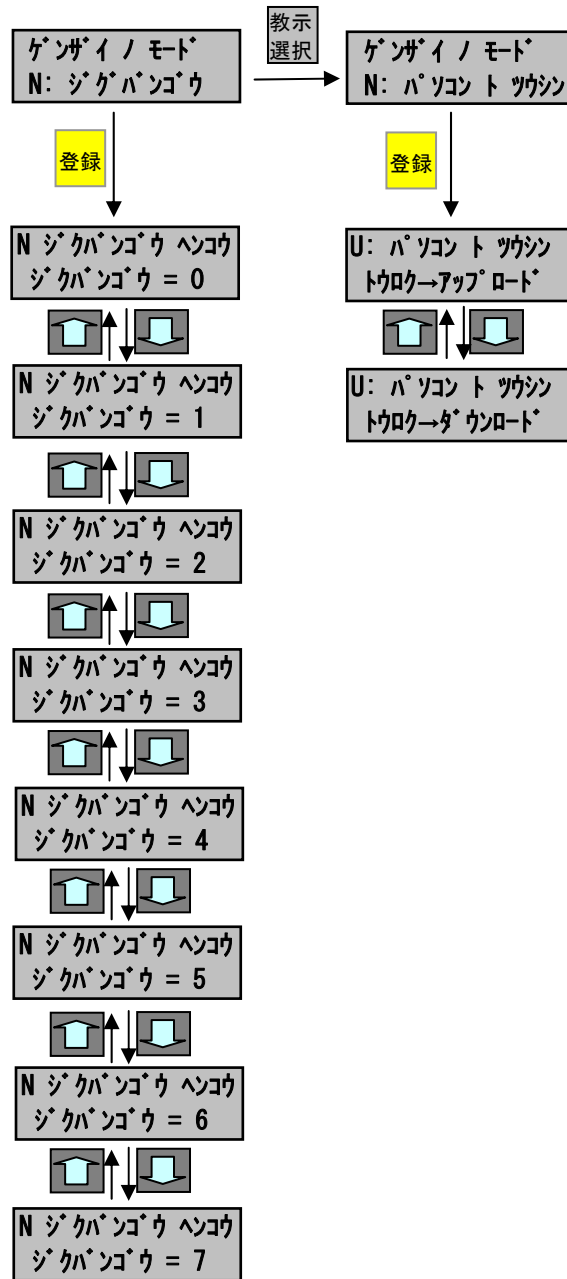 ゲンザイ ノ モード
N: ジグバンゴウ
教示
選択
ゲンザイ ノ モード
N: パソコン ト ツウシン
登録
登録
N ジクバンゴウ ヘンコウ
ジクバンゴウ = 0
U: パソコン ト ツウシン
トウロク→アップロード
N ジクバンゴウ ヘンコウ
ジクバンゴウ = 1
U: パソコン ト ツウシン
トウロク→ダウンロード
N ジクバンゴウ ヘンコウ
ジクバンゴウ = 2
N ジクバンゴウ ヘンコウ
ジクバンゴウ = 3
N ジクバンゴウ ヘンコウ
ジクバンゴウ = 4
N ジクバンゴウ ヘンコウ
ジクバンゴウ = 5
N ジクバンゴウ ヘンコウ
ジクバンゴウ = 6
N ジクバンゴウ ヘンコウ
ジクバンゴウ = 7